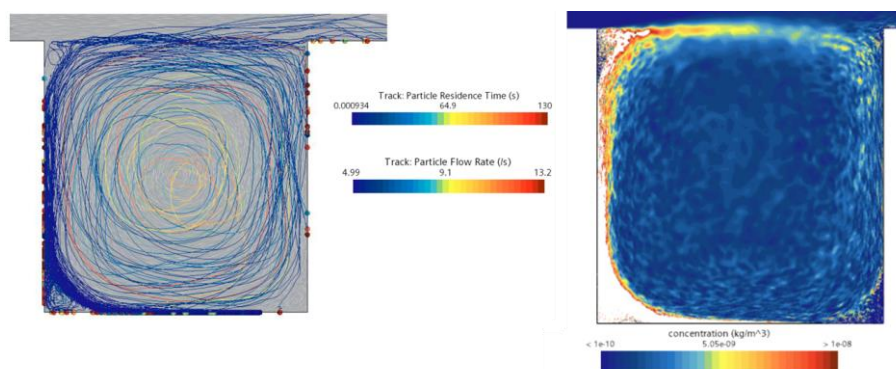 Track: Particle Residence Time (s)
0.000934 64.9 130
Track: Particle Flow Rate (/s)
4.99 9.1 13.2
concentration (kg/m^3)
< 1e-10 5.05e-09 > 1e-08